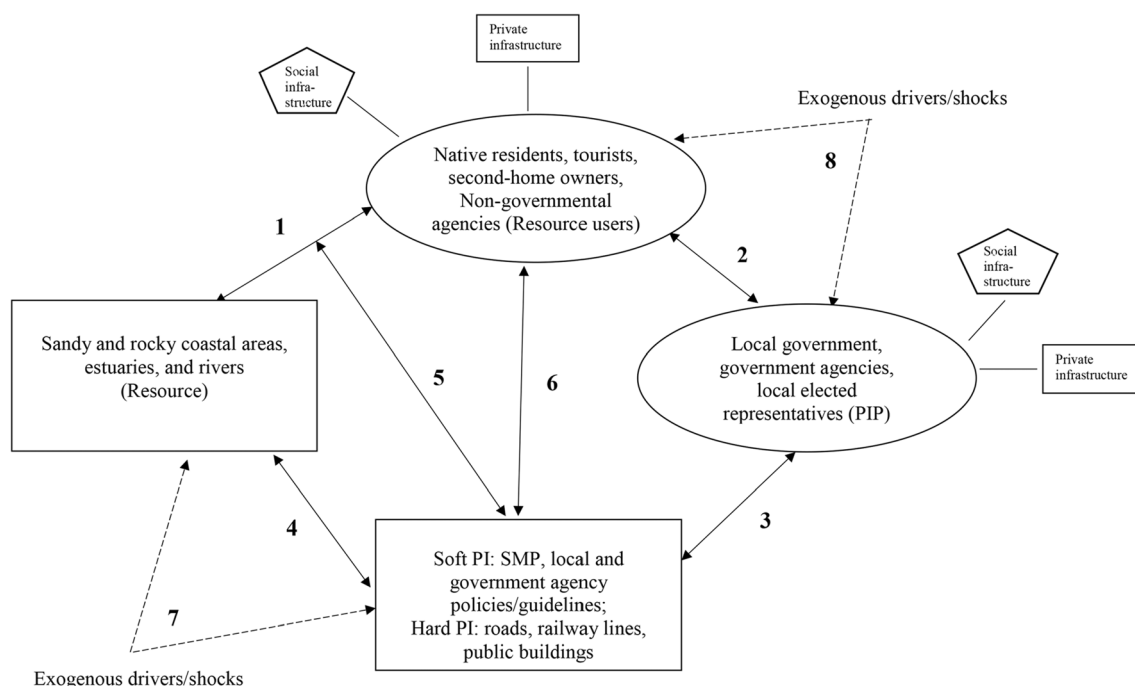 Private
infrastructure
Social
infra-
structure
Exogenous drivers/shocks
Native residents, tourists,
second-home owners,
Non-governmental
agencies (Resource users)
8
1
2
Social
infra-
structure
Sandy and rocky coastal areas,
estuaries, and rivers
(Resource)
Local government,
government agencies,
local elected
representatives (PIP)
Private
infrastructure
5
6
4
3
Soft PI: SMP, local and
government agency
policies/guidelines;
Hard PI: roads, railway lines,
public buildings
7
Exogenous drivers/shocks